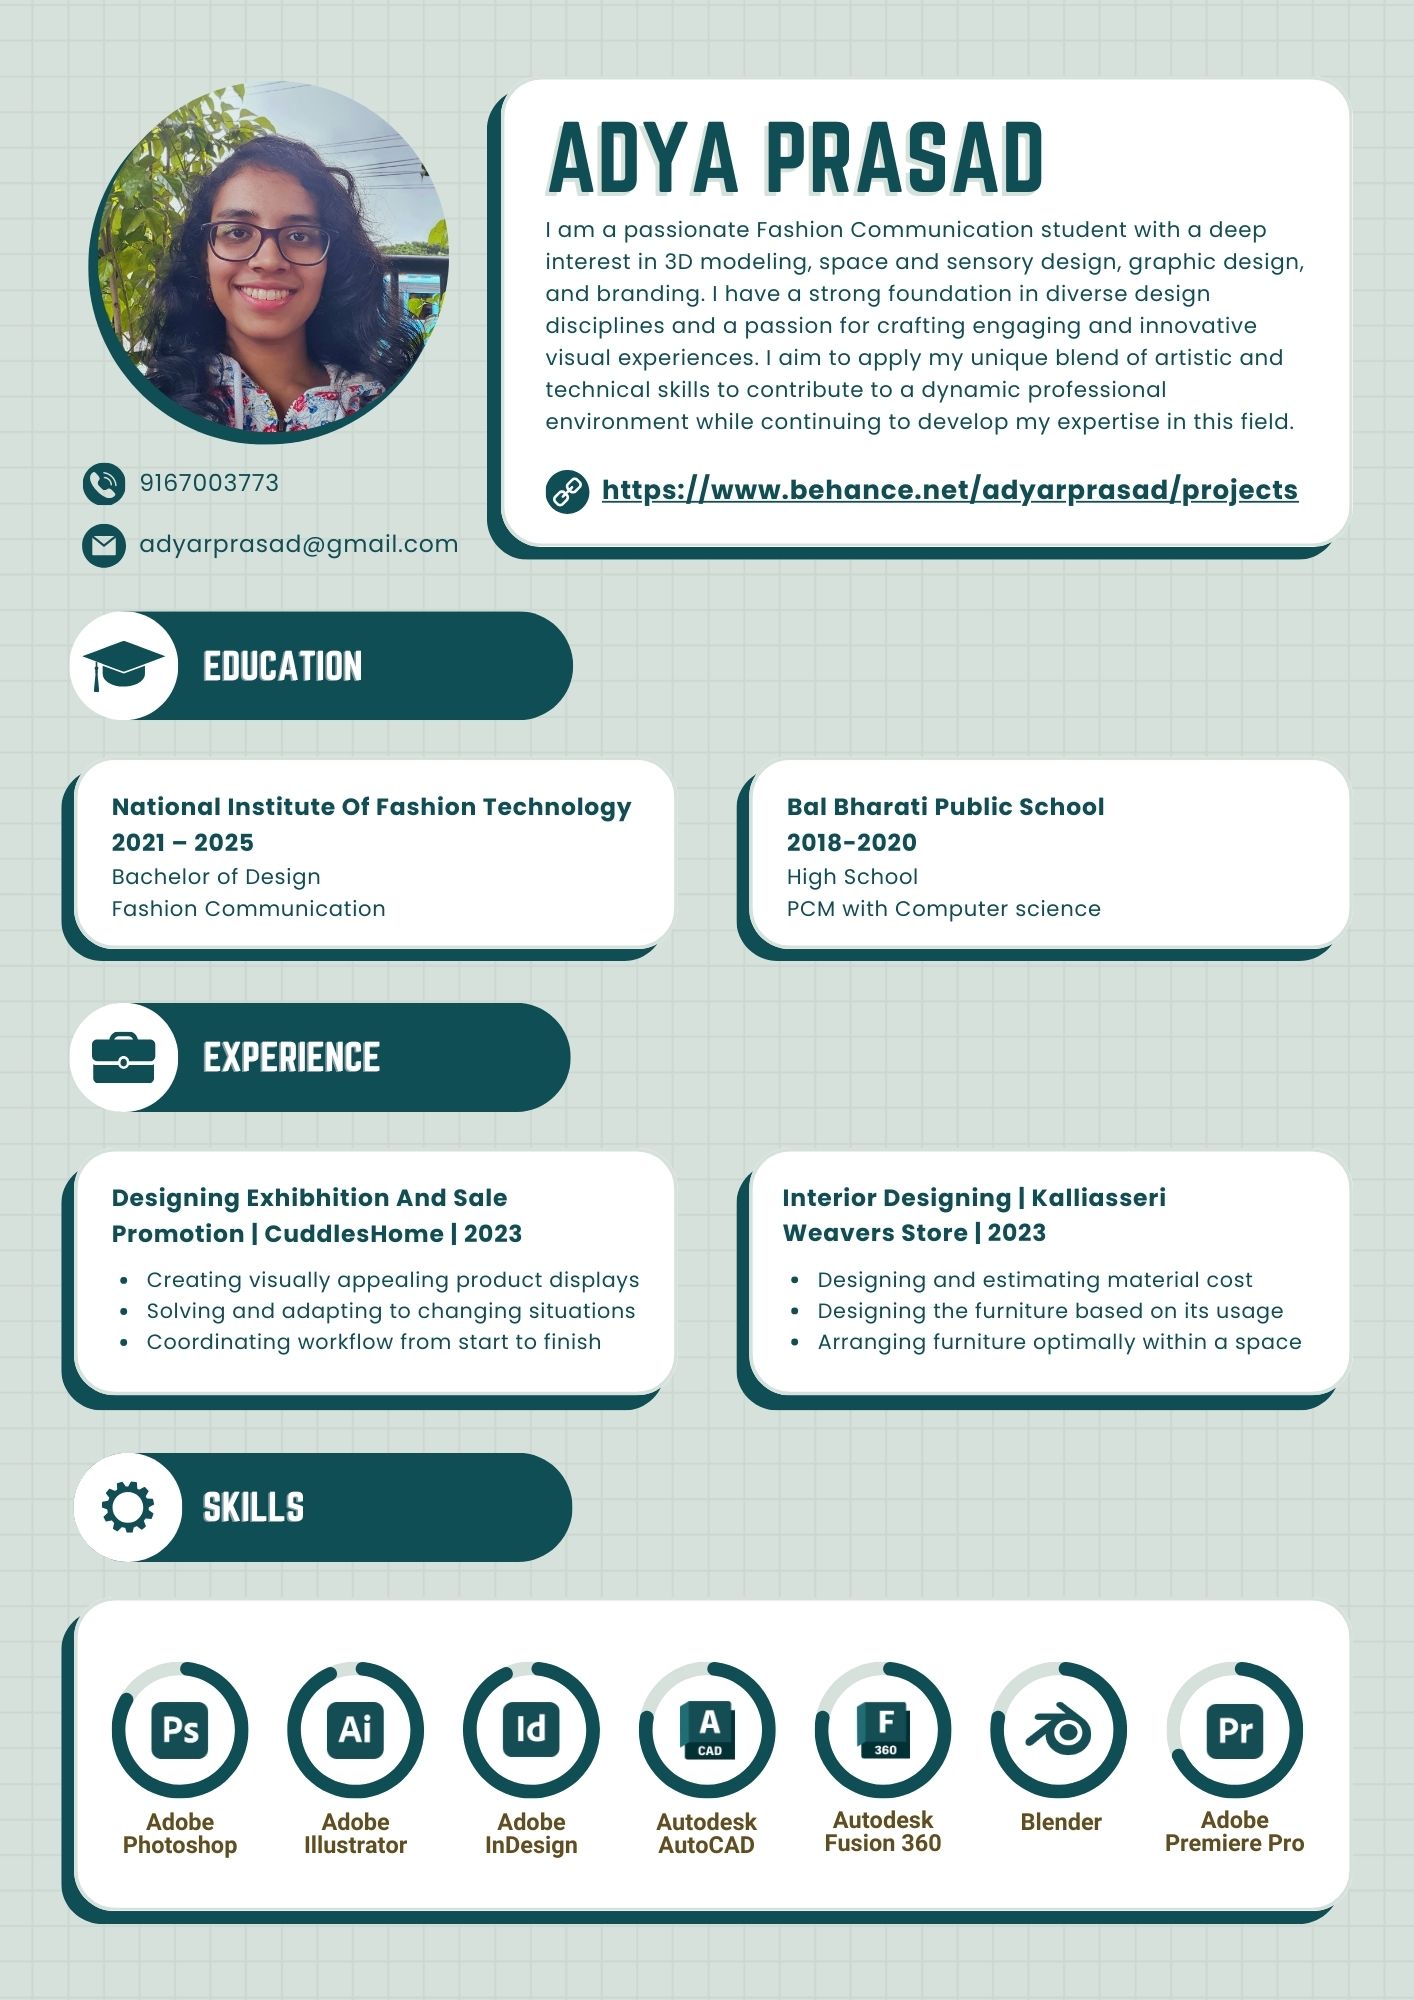 ADYA PRASAD
I am a passionate Fashion Communication student with a deep
interest in 3D modeling, space and sensory design, graphic design,
and branding. I have a strong foundation in diverse design
disciplines and a passion for crafting engaging and innovative
visual experiences. I aim to apply my unique blend of artistic and
technical skills to contribute to a dynamic professional
environment while continuing to develop my expertise in this field.
https://www.behance.net/adyarprasad/projects
9167003773
adyarprasad@gmail.com
EDUCATION
National Institute Of Fashion Technology
2021 – 2025
Bachelor of Design
Fashion Communication
Bal Bharati Public School
2018-2020
High School
PCM with Computer science
EXPERIENCE
Designing Exhibhition And Sale
Promotion | CuddlesHome | 2023
• Creating visually appealing product displays
• Solving and adapting to changing situations
• Coordinating workflow from start to finish
Interior Designing | Kalliasseri
Weavers Store | 2023
• Designing and estimating material cost
• Designing the furniture based on its usage
• Arranging furniture optimally within a space
SKILLS
Ps
Adobe
Photoshop
Ai
Adobe
Illustrator
Id
Adobe
InDesign
A
CAD
Autodesk
AutoCAD
F
360
Autodesk
Fusion 360
Blender
Pr
Adobe
Premiere Pro